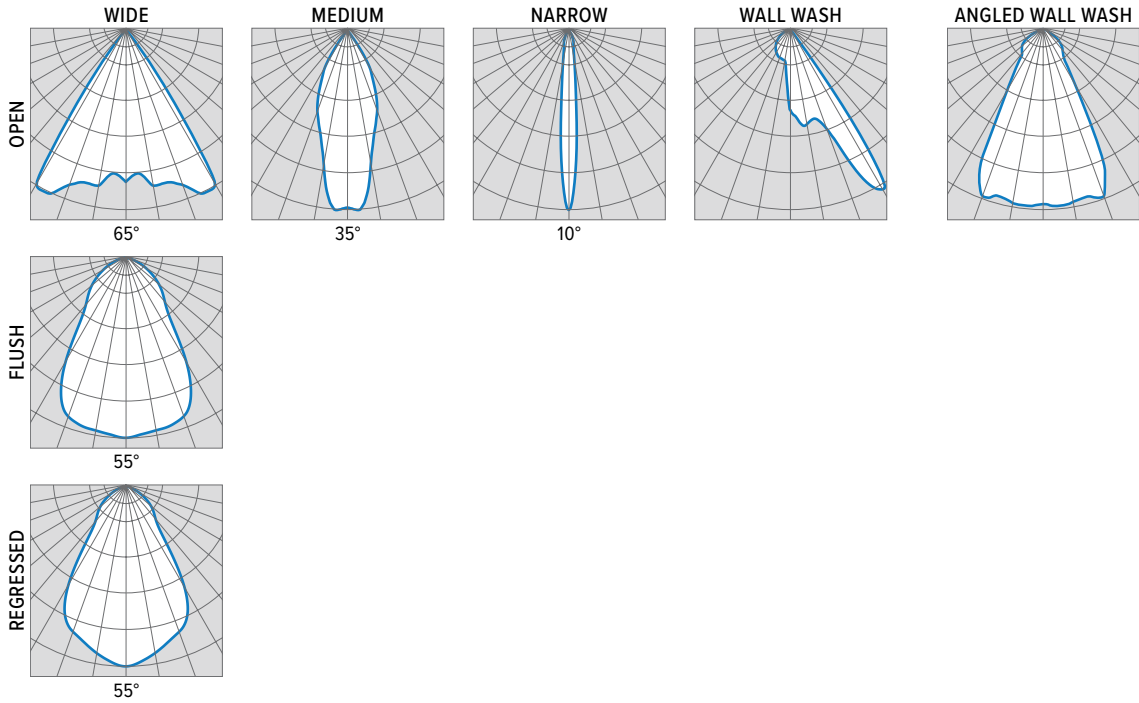 WIDE
MEDIUM
NARROW
WALL WASH
ANGLED WALL WASH
OPEN
65°
35°
10°
FLUSH
55°
REGRESSED
55°